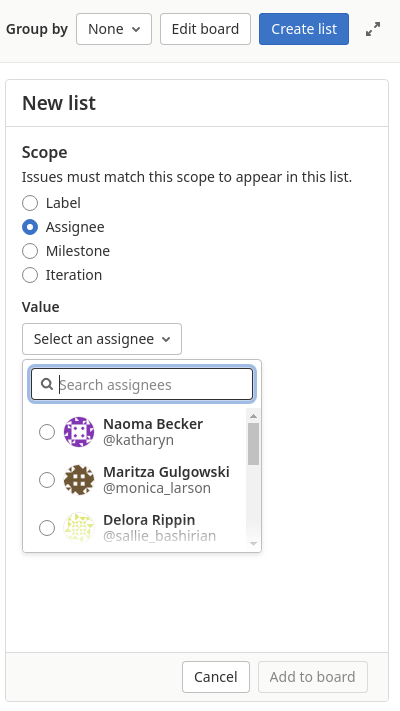 Group by None Edit board Create list
New list
Scope
Issues must match this scope to appear in this list.
Label
Assignee
Milestone
Iteration
Value
Select an assignee
Search assignees
Naoma Becker
@katharyn
Maritza Gulgowski
@monica_larson
Delora Rippin
@sallie_bashirian
Cancel Add to board